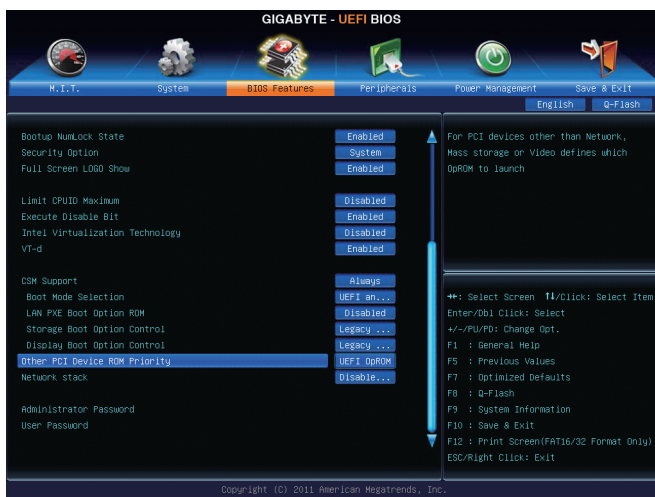 GIGABYTE - UEFI BIOS
M.I.T. System BIOS Features Peripherals Power Management Save & Exit
English Q-Flash
Bootup NumLock State Enabled
Security Option System
Full Screen LOGO Show Enabled
Limit CPUID Maximum Disabled
Execute Disable Bit Enabled
Intel Virtualization Technology Disabled
VT-d Enabled
CSM Support Always
Boot Mode Selection UEFI an...
LAN PXE Boot Option ROM Disabled
Storage Boot Option Control Legacy ...
Display Boot Option Control Legacy ...
Other PCI Device ROM Priority UEFI OpROM
Network stack Disable...
Administrator Password
User Password
For PCI devices other than Network,
Mass storage or Video defines which
OpROM to launch
→←: Select Screen ↑↓/Click: Select Item
Enter/Dbl Click: Select
+/-/PU/PD: Change Opt.
F1 : General Help
F5 : Previous Values
F7 : Optimized Defaults
F8 : Q-Flash
F9 : System Information
F10 : Save & Exit
F12 : Print Screen(FAT16/32 Format Only)
ESC/Right Click: Exit
Copyright (C) 2011 American Megatrends, Inc.